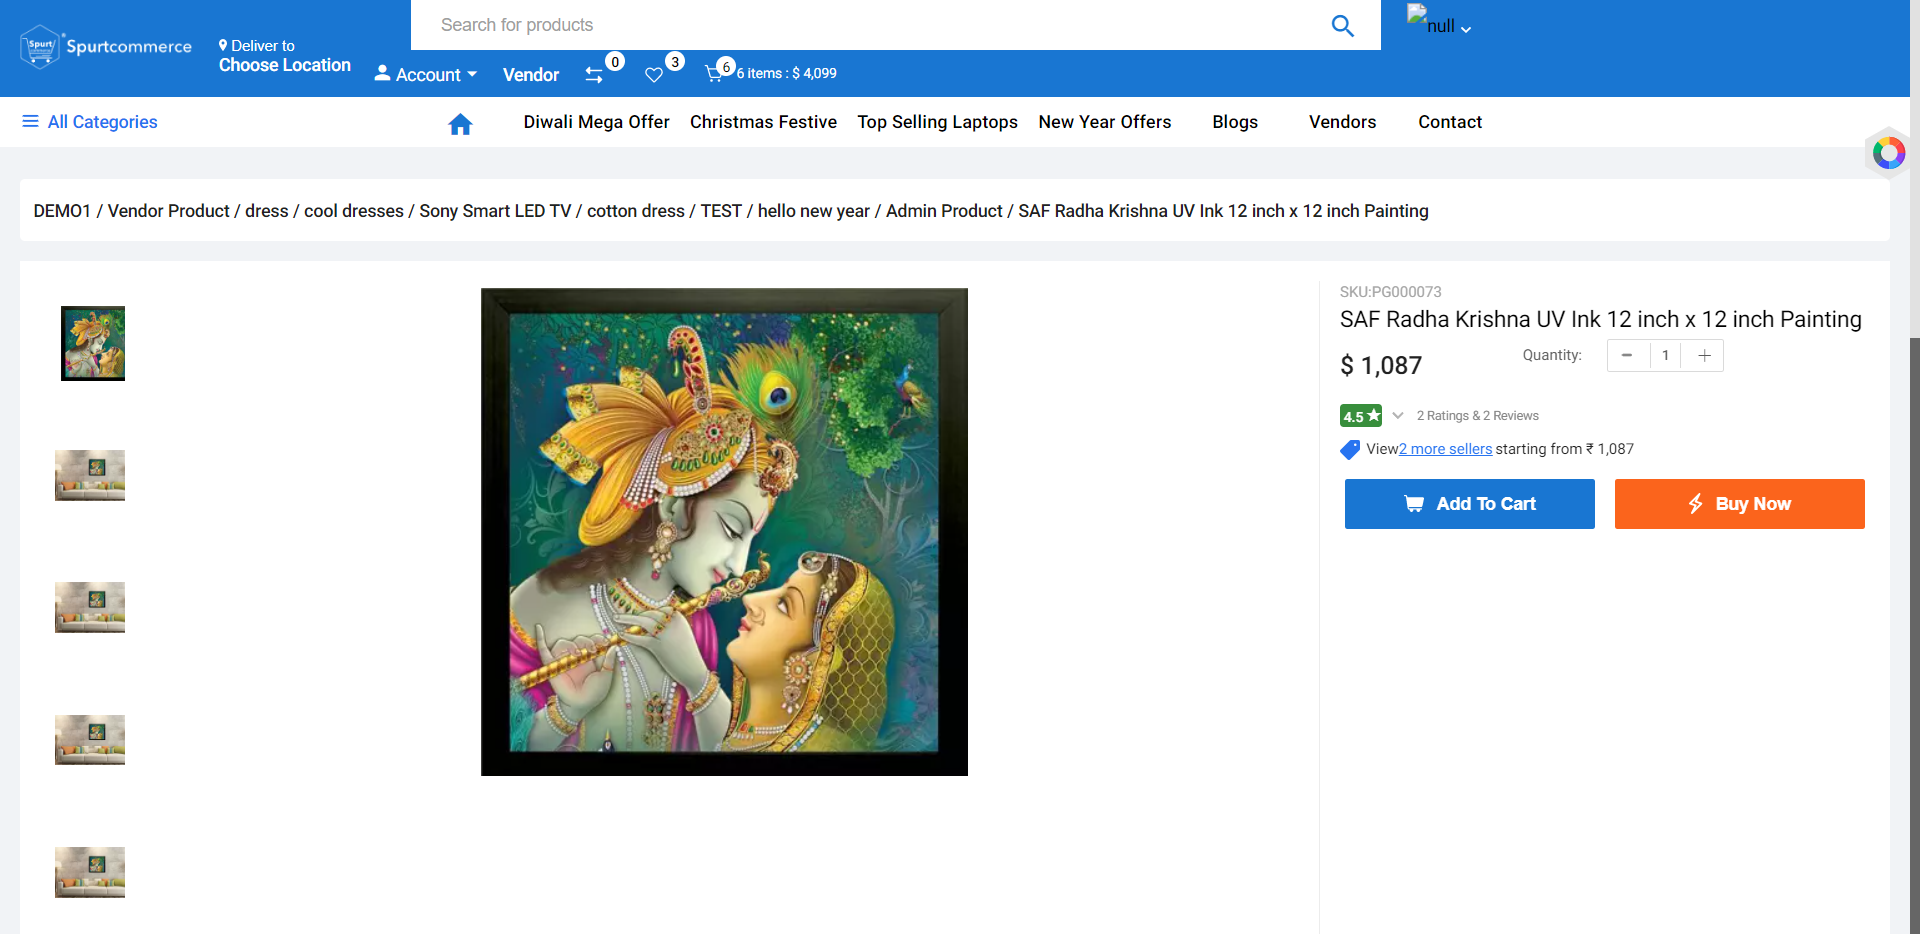 Search for products
null
Spurt
Spurtcommerce
Deliver to
Choose Location
Account
Vendor
0
3
6
6 items : $ 4,099
All Categories
Diwali Mega Offer
Christmas Festive
Top Selling Laptops
New Year Offers
Blogs
Vendors
Contact
DEMO1 / Vendor Product / dress / cool dresses / Sony Smart LED TV / cotton dress / TEST / hello new year / Admin Product / SAF Radha Krishna UV Ink 12 inch x 12 inch Painting
SKU:PG000073
SAF Radha Krishna UV Ink 12 inch x 12 inch Painting
$ 1,087
Quantity:
1
4.5
2 Ratings & 2 Reviews
View2 more sellers starting from ₹ 1,087
Add To Cart
Buy Now